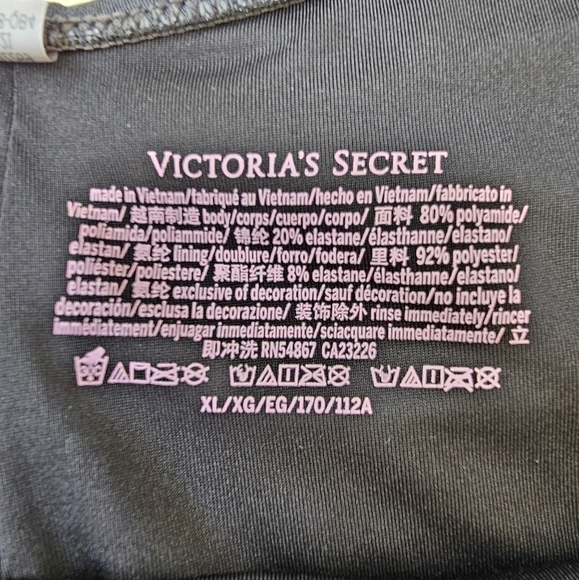 VICTORIA'S SECRET
made in Vietnam/fabriqué au Vietnam/hecho en Vietnam/fabbricato in
Vietnam/ 越南制造 body/corps/cuerpo/corpo/ 面料 80% polyamide/
poliamida/poliammide/ 锦纶 20% elastane/élasthanne/elastano/
elastan/ 氨纶 lining/doublure/forro/fodera/ 里料 92% polyester/
poliéster/poliestere/ 聚酯纤维 8% elastane/élasthanne/elastano/
elastan/ 氨纶 exclusive of decoration/sauf décoration/no incluye la
decoración/esclusa la decorazione/ 装饰除外 rinse immediately/rincer
immédiatement/enjuagar inmediatamente/sciacquare immediatamente/ 立
即冲洗 RN54867 CA23226
XL/XG/EG/170/112A